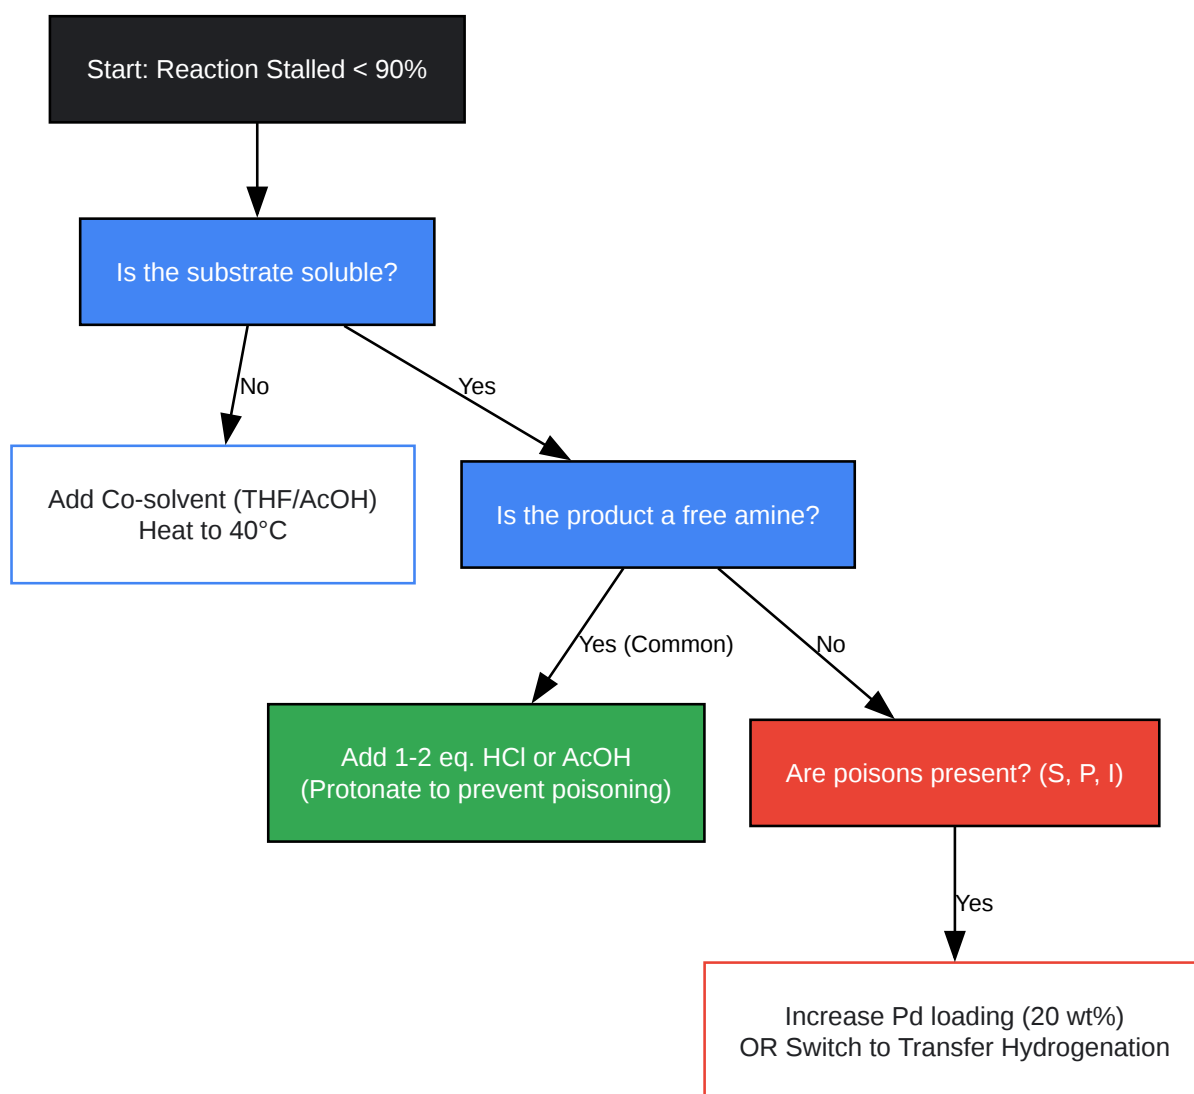 Start: Reaction Stalled < 90%
Is the substrate soluble?
No
Yes
Add Co-solvent (THF/AcOH)
Heat to 40°C
Is the product a free amine?
Yes (Common)
No
Add 1-2 eq. HCl or AcOH
(Protonate to prevent poisoning)
Are poisons present? (S, P, I)
Yes
Increase Pd loading (20 wt%)
OR Switch to Transfer Hydrogenation